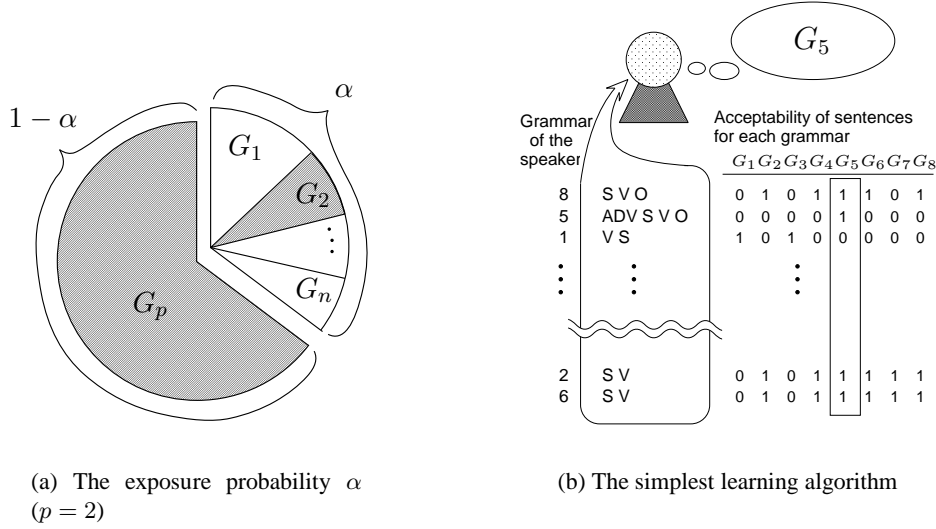 1 − α
α
G1
G2
⋮
Gn
Gp
(a) The exposure probability α
(p = 2)
G5
Grammar
of the
speaker
Acceptability of sentences
for each grammar
G1 G2 G3 G4 G5 G6 G7 G8
8 S V O 0 1 0 1 1 1 0 1
5 ADV S V O 0 0 0 0 1 0 0 0
1 V S 1 0 1 0 0 0 0 0
⋮ ⋮ ⋮
2 S V 0 1 0 1 1 1 1 1
6 S V 0 1 0 1 1 1 1 1
(b) The simplest learning algorithm